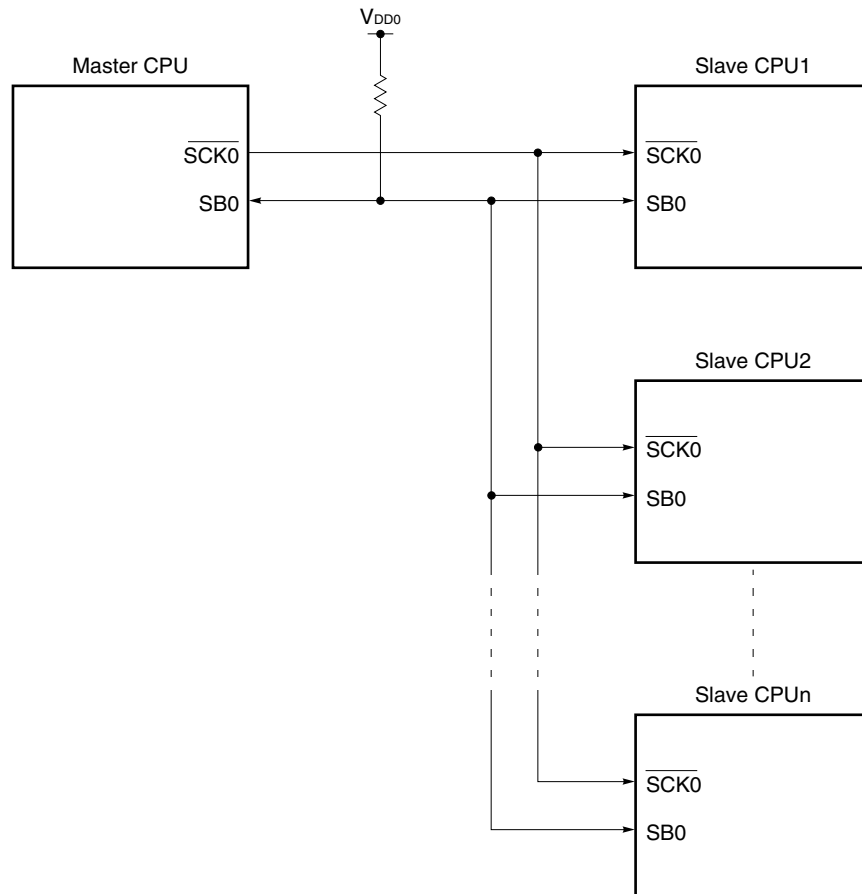 VDD0
Master CPU
Slave CPU1
SCK0
SCK0
SB0
SB0
Slave CPU2
SCK0
SB0
Slave CPUn
SCK0
SB0